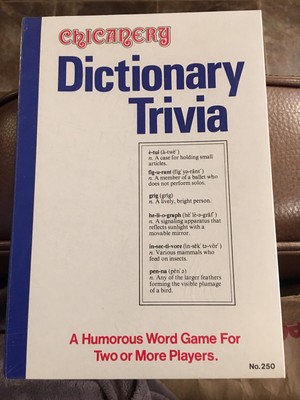 Chicanery
Dictionary
Trivia
é-tui (ā-twē´)
n. A case for holding small
articles.
fig-u-rant (fig´yə-ränt´)
n. A member of a ballet who
does not perform solos.
grig (grĭg)
n. A lively, bright person.
he-li-o-graph (hē´lē-ə-grăf´)
n. A signaling apparatus that
reflects sunlight with a
movable mirror.
in-sec-ti-vore (in-sĕk´tə-vôr´)
n. Various mammals who
feed on insects.
pen-na (pĕn´ə)
n. Any of the larger feathers
forming the visible plumage
of a bird.
A Humorous Word Game For
Two or More Players.
No. 250